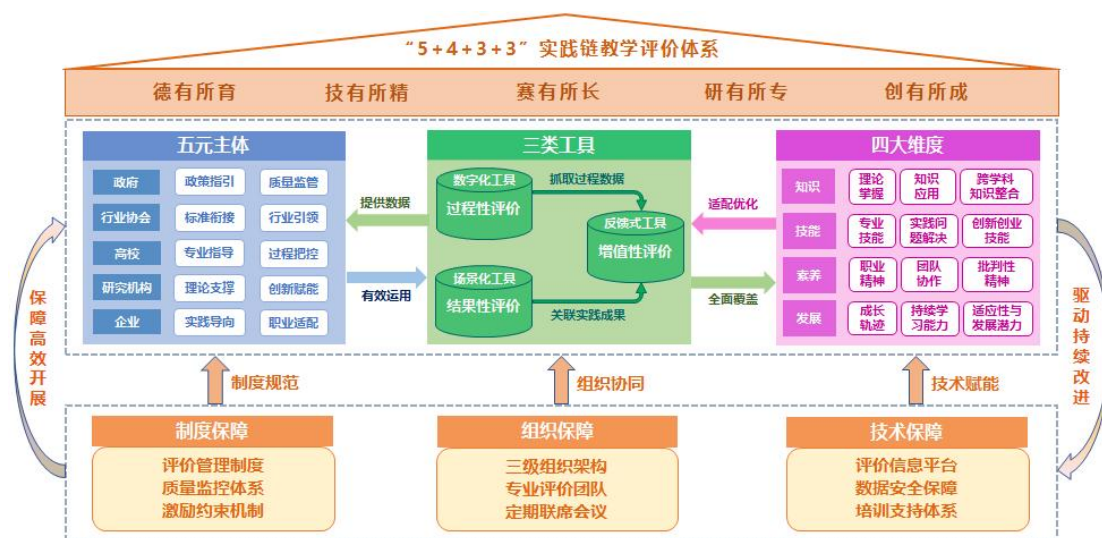 “5+4+3+3”实践链教学评价体系
德有所育 技有所精 赛有所长 研有所专 创有所成
五元主体
政府 政策指引 质量监管
行业协会 标准衔接 行业引领
高校 专业指导 过程把控
研究机构 理论支撑 创新赋能
企业 实践导向 职业适配
提供数据
有效运用
三类工具
数字化工具
过程性评价
抓取过程数据
反馈式工具
增值性评价
场景化工具
结果性评价
关联实践成果
适配优化
全面覆盖
四大维度
知识
理论
掌握
知识
应用
跨学科
知识整合
技能
专业
技能
实践问
题解决
创新创业
技能
素养
职业
精神
团队
协作
批判性
精神
发展
成长
轨迹
持续学
习能力
适应性与
发展潜力
保障高效开展
驱动持续改进
制度规范
组织协同
技术赋能
制度保障
评价管理制度
质量监控体系
激励约束机制
组织保障
三级组织架构
专业评价团队
定期联席会议
技术保障
评价信息平台
数据安全保障
培训支持体系